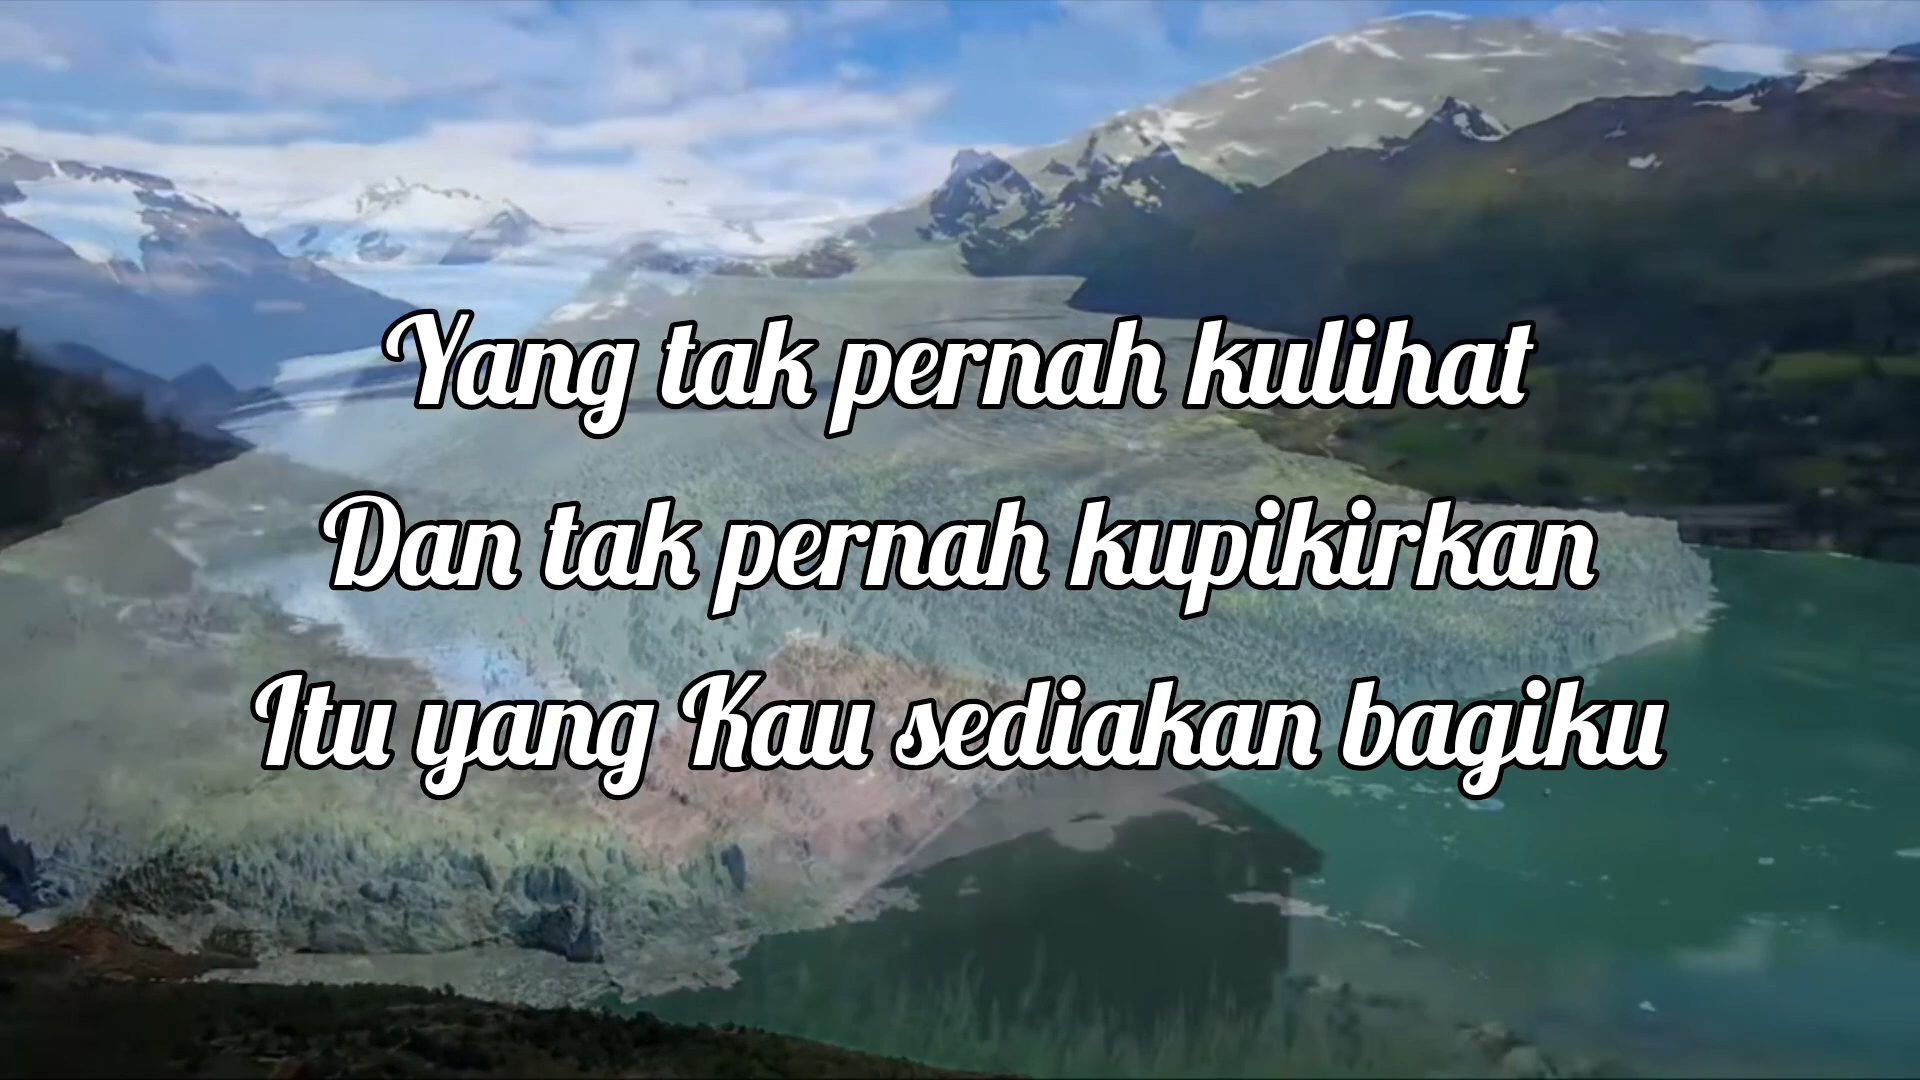 Yang tak pernah kulihat
Dan tak pernah kupikirkan
Itu yang Kau sediakan bagiku